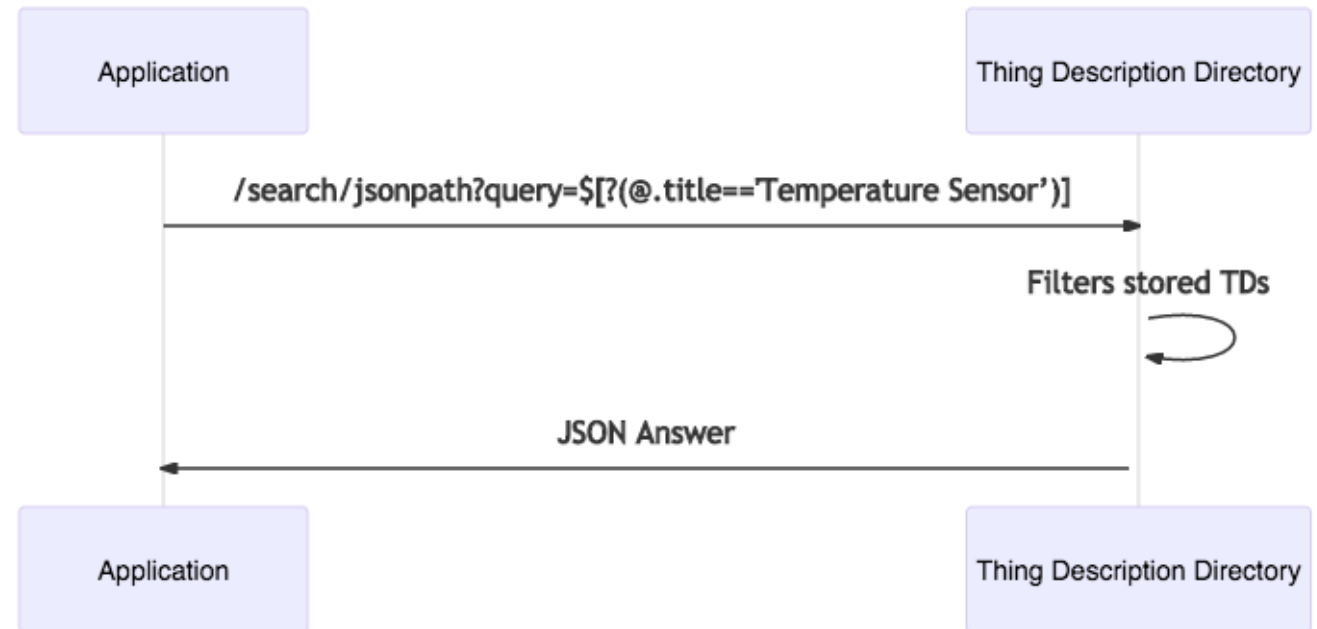 Application
Thing Description Directory
/search/jsonpath?query=$[?(@.title=='Temperature Sensor’)]
Filters stored TDs
JSON Answer
Application
Thing Description Directory